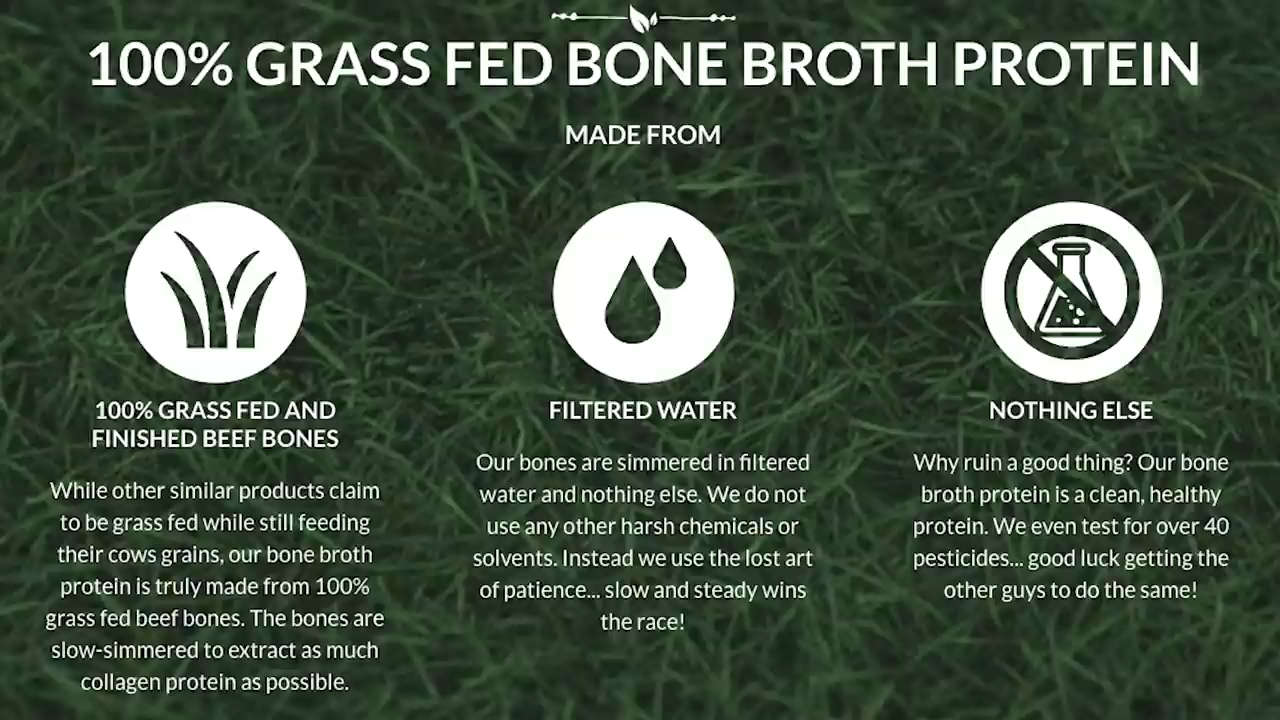 100% GRASS FED BONE BROTH PROTEIN
MADE FROM
100% GRASS FED AND
FINISHED BEEF BONES
While other similar products claim
to be grass fed while still feeding
their cows grains, our bone broth
protein is truly made from 100%
grass fed beef bones. The bones are
slow-simmered to extract as much
collagen protein as possible.
FILTERED WATER
Our bones are simmered in filtered
water and nothing else. We do not
use any other harsh chemicals or
solvents. Instead we use the lost art
of patience... slow and steady wins
the race!
NOTHING ELSE
Why ruin a good thing? Our bone
broth protein is a clean, healthy
protein. We even test for over 40
pesticides... good luck getting the
other guys to do the same!